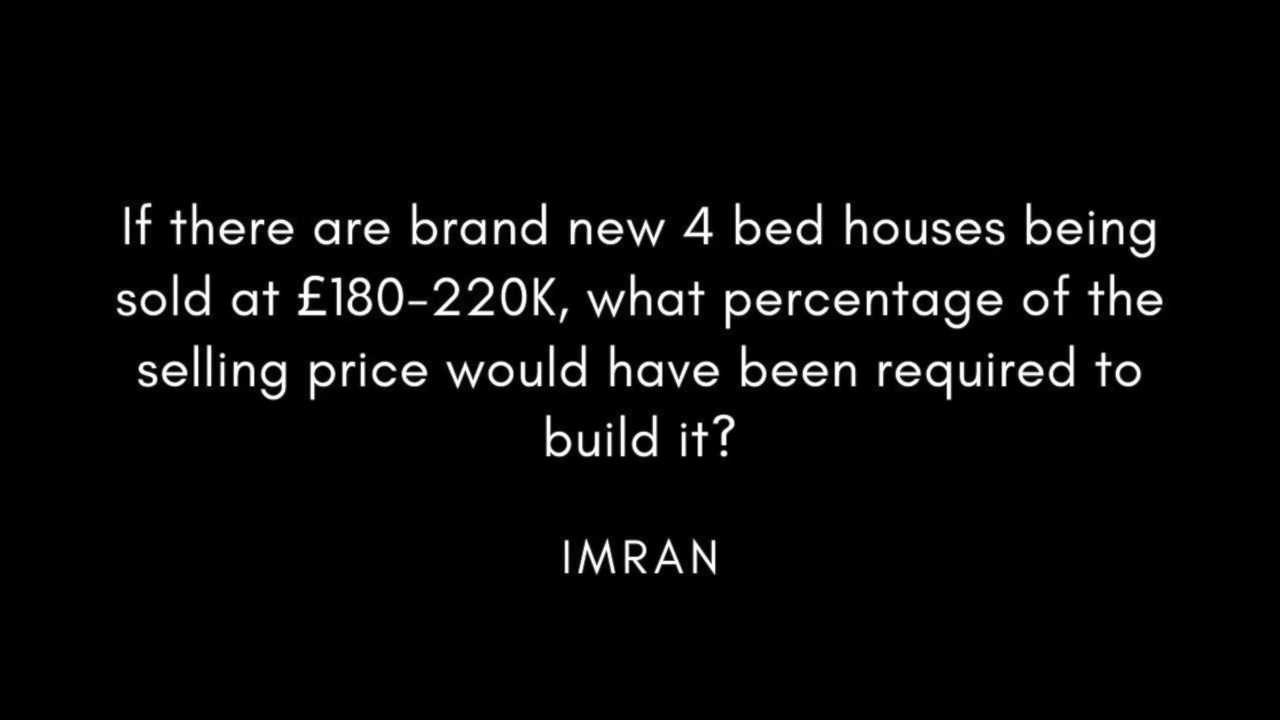 If there are brand new 4 bed houses being
sold at £180-220K, what percentage of the
selling price would have been required to
build it?
IMRAN